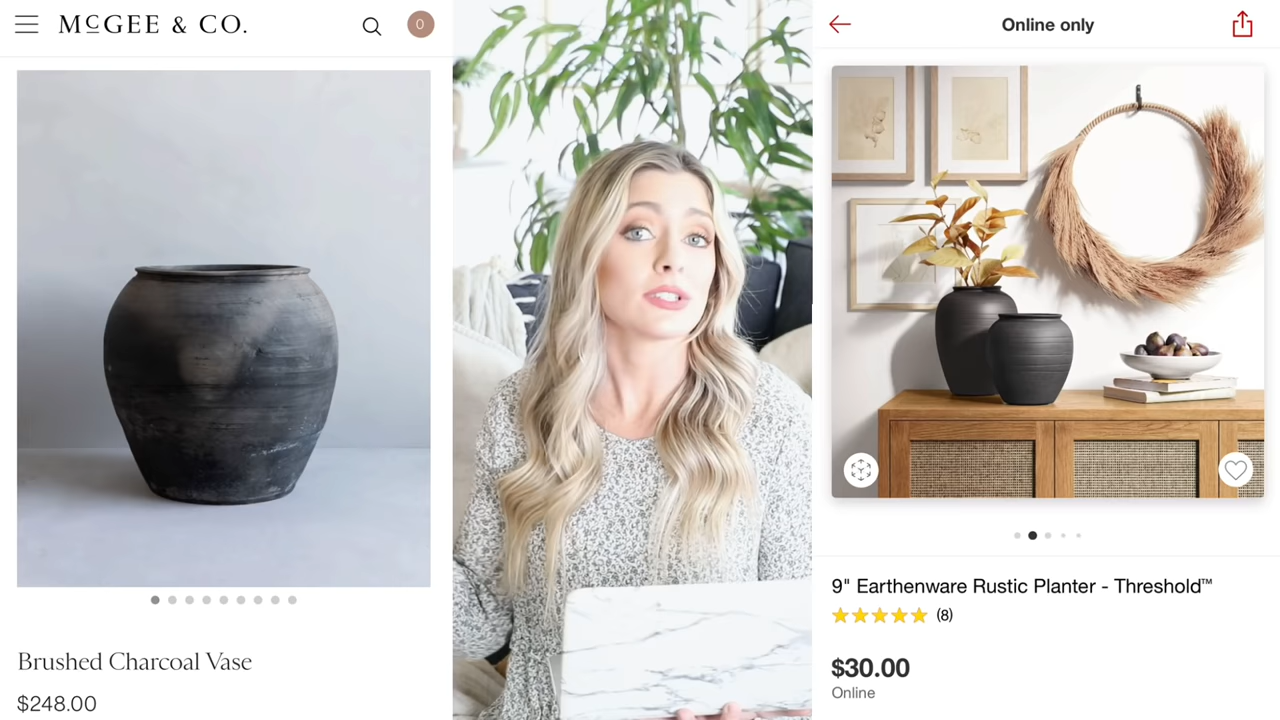 McGEE & CO.
0
Brushed Charcoal Vase
$248.00
Online only
9" Earthenware Rustic Planter - Threshold™
(8)
$30.00
Online